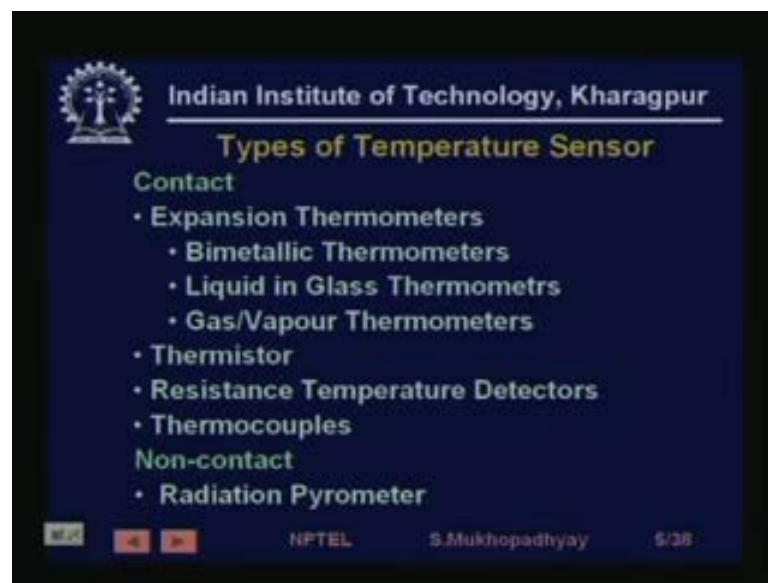 Indian Institute of Technology, Kharagpur
Types of Temperature Sensor
Contact
• Expansion Thermometers
• Bimetallic Thermometers
• Liquid in Glass Thermometrs
• Gas/Vapour Thermometers
• Thermistor
• Resistance Temperature Detectors
• Thermocouples
Non-contact
• Radiation Pyrometer
NPTEL S.Mukhopadhyay 5/38